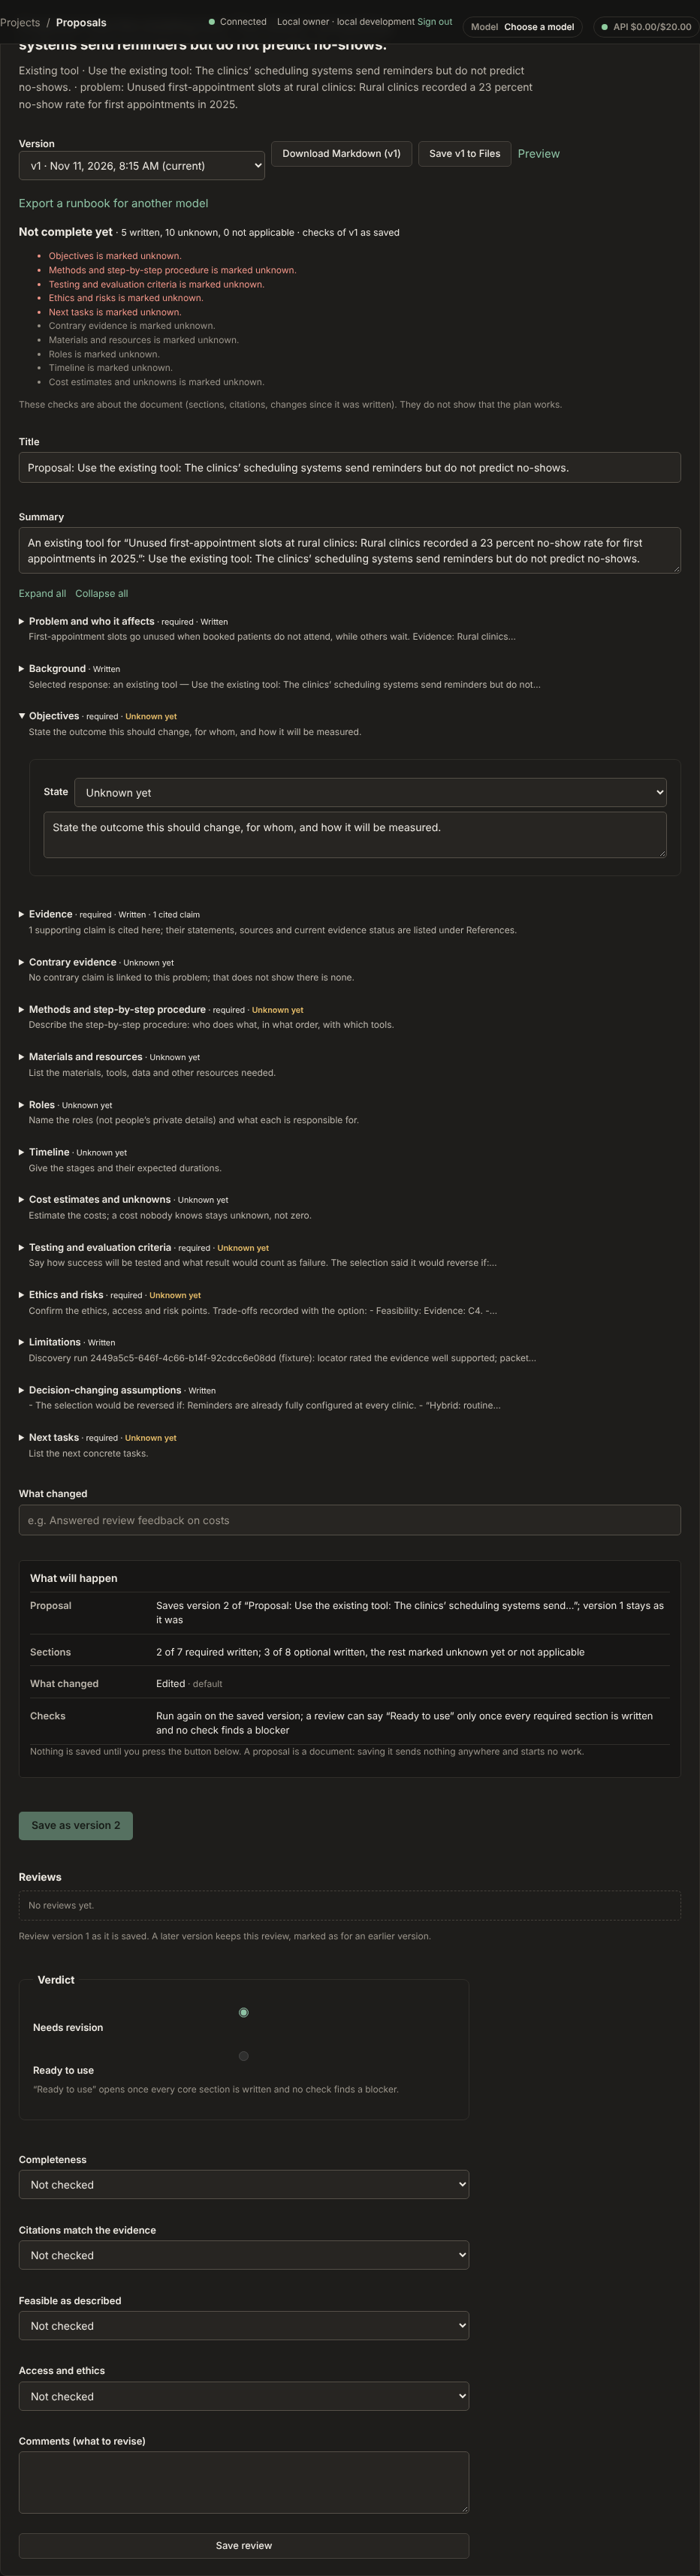 Projects / Proposals
Connected
Local owner · local development Sign out
Model Choose a model
API $0.00/$20.00
systems send reminders but do not predict no-shows.
Existing tool · Use the existing tool: The clinics’ scheduling systems send reminders but do not predict
no-shows. · problem: Unused first-appointment slots at rural clinics: Rural clinics recorded a 23 percent
no-show rate for first appointments in 2025.
Version
v1 · Nov 11, 2026, 8:15 AM (current)
Download Markdown (v1)
Save v1 to Files
Preview
Export a runbook for another model
Not complete yet · 5 written, 10 unknown, 0 not applicable · checks of v1 as saved
• Objectives is marked unknown.
• Methods and step-by-step procedure is marked unknown.
• Testing and evaluation criteria is marked unknown.
• Ethics and risks is marked unknown.
• Next tasks is marked unknown.
• Contrary evidence is marked unknown.
• Materials and resources is marked unknown.
• Roles is marked unknown.
• Timeline is marked unknown.
• Cost estimates and unknowns is marked unknown.
These checks are about the document (sections, citations, changes since it was written). They do not show that the plan works.
Title
Proposal: Use the existing tool: The clinics’ scheduling systems send reminders but do not predict no-shows.
Summary
An existing tool for “Unused first-appointment slots at rural clinics: Rural clinics recorded a 23 percent no-show rate for first
appointments in 2025.”: Use the existing tool: The clinics’ scheduling systems send reminders but do not predict no-shows.
Expand all Collapse all
Problem and who it affects · required · Written
First-appointment slots go unused when booked patients do not attend, while others wait. Evidence: Rural clinics…
Background · Written
Selected response: an existing tool — Use the existing tool: The clinics’ scheduling systems send reminders but do not…
Objectives · required · Unknown yet
State the outcome this should change, for whom, and how it will be measured.
State
Unknown yet
State the outcome this should change, for whom, and how it will be measured.
Evidence · required · Written · 1 cited claim
1 supporting claim is cited here; their statements, sources and current evidence status are listed under References.
Contrary evidence · Unknown yet
No contrary claim is linked to this problem; that does not show there is none.
Methods and step-by-step procedure · required · Unknown yet
Describe the step-by-step procedure: who does what, in what order, with which tools.
Materials and resources · Unknown yet
List the materials, tools, data and other resources needed.
Roles · Unknown yet
Name the roles (not people’s private details) and what each is responsible for.
Timeline · Unknown yet
Give the stages and their expected durations.
Cost estimates and unknowns · Unknown yet
Estimate the costs; a cost nobody knows stays unknown, not zero.
Testing and evaluation criteria · required · Unknown yet
Say how success will be tested and what result would count as failure. The selection said it would reverse if:…
Ethics and risks · required · Unknown yet
Confirm the ethics, access and risk points. Trade-offs recorded with the option: - Feasibility: Evidence: C4. -…
Limitations · Written
Discovery run 2449a5c5-646f-4c66-b14f-92cdcc6e08dd (fixture): locator rated the evidence well supported; packet…
Decision-changing assumptions · Written
- The selection would be reversed if: Reminders are already fully configured at every clinic. - “Hybrid: routine…
Next tasks · required · Unknown yet
List the next concrete tasks.
What changed
e.g. Answered review feedback on costs
What will happen
Proposal
Saves version 2 of “Proposal: Use the existing tool: The clinics’ scheduling systems send…”; version 1 stays as
it was
Sections
2 of 7 required written; 3 of 8 optional written, the rest marked unknown yet or not applicable
What changed
Edited · default
Checks
Run again on the saved version; a review can say “Ready to use” only once every required section is written
and no check finds a blocker
Nothing is saved until you press the button below. A proposal is a document: saving it sends nothing anywhere and starts no work.
Save as version 2
Reviews
No reviews yet.
Review version 1 as it is saved. A later version keeps this review, marked as for an earlier version.
Verdict
Needs revision
Ready to use
“Ready to use” opens once every core section is written and no check finds a blocker.
Completeness
Not checked
Citations match the evidence
Not checked
Feasible as described
Not checked
Access and ethics
Not checked
Comments (what to revise)
Save review